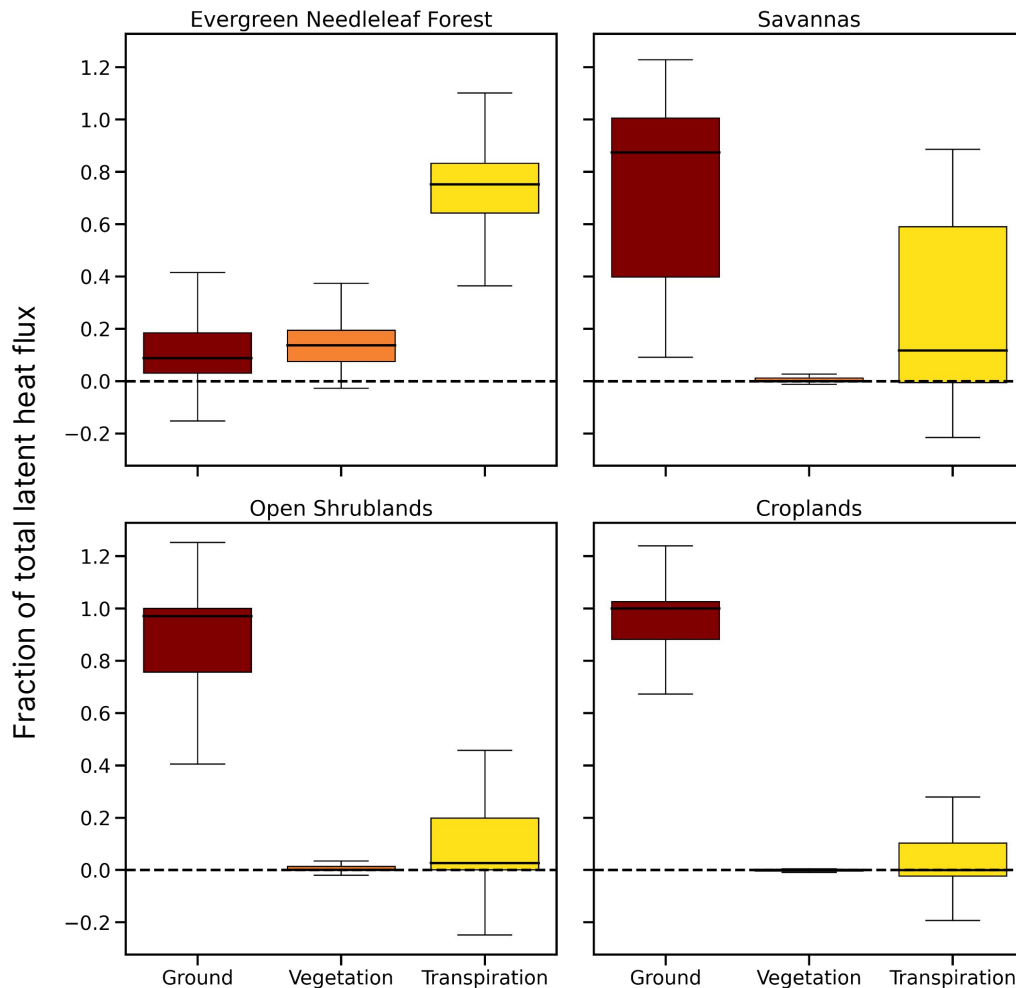 Evergreen Needleleaf Forest
Savannas
1.2
1.0
0.8
0.6
0.4
0.2
0.0
−0.2
Open Shrublands
Croplands
1.2
1.0
0.8
0.6
0.4
0.2
0.0
−0.2
Fraction of total latent heat flux
Ground Vegetation Transpiration
Ground Vegetation Transpiration